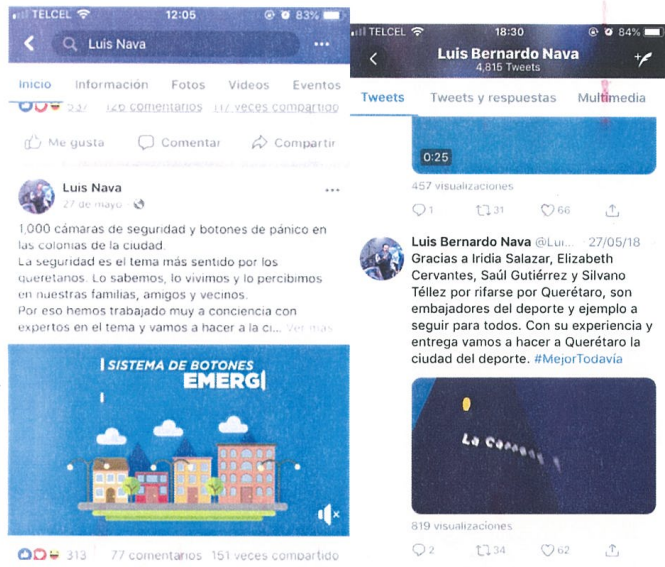 TELCEL 12:05 83%
Luis Nava
Inicio Información Fotos Videos Eventos
537 126 comentarios 117 veces compartido
Me gusta Comentar Compartir
Luis Nava
27 de mayo
1,000 cámaras de seguridad y botones de pánico en
las colonias de la ciudad.
La seguridad es el tema más sentido por los
queretanos. Lo sabemos, lo vivimos y lo percibimos
en nuestras familias, amigos y vecinos.
Por eso hemos trabajado muy a conciencia con
expertos en el tema y vamos a hacer a la ci... Ver más
SISTEMA DE BOTONES
EMERG
313 77 comentarios 151 veces compartido
TELCEL 18:30 84%
Luis Bernardo Nava
4,815 Tweets
Tweets Tweets y respuestas Multimedia
0:25
457 visualizaciones
1 31 66
Luis Bernardo Nava @Lui... 27/05/18
Gracias a Iridia Salazar, Elizabeth
Cervantes, Saúl Gutiérrez y Silvano
Téllez por rifarse por Querétaro, son
embajadores del deporte y ejemplo a
seguir para todos. Con su experiencia y
entrega vamos a hacer a Querétaro la
ciudad del deporte. #MejorTodavía
La
819 visualizaciones
2 34 62